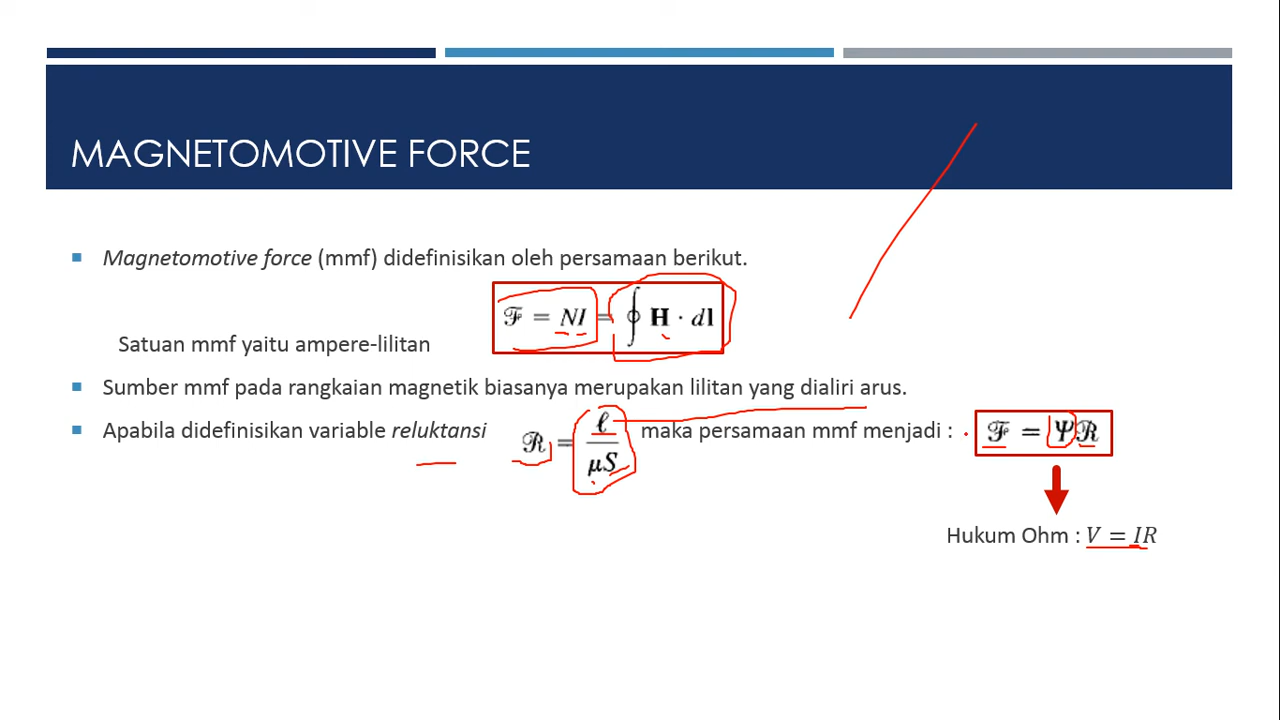 MAGNETOMOTIVE FORCE
Magnetomotive force (mmf) didefinisikan oleh persamaan berikut.
ℱ = NI = ∮ H · dl
Satuan mmf yaitu ampere-lilitan
Sumber mmf pada rangkaian magnetik biasanya merupakan lilitan yang dialiri arus.
Apabila didefinisikan variable reluktansi ℛ = ℓ/μS maka persamaan mmf menjadi : ℱ = Ψℛ
Hukum Ohm : V = IR